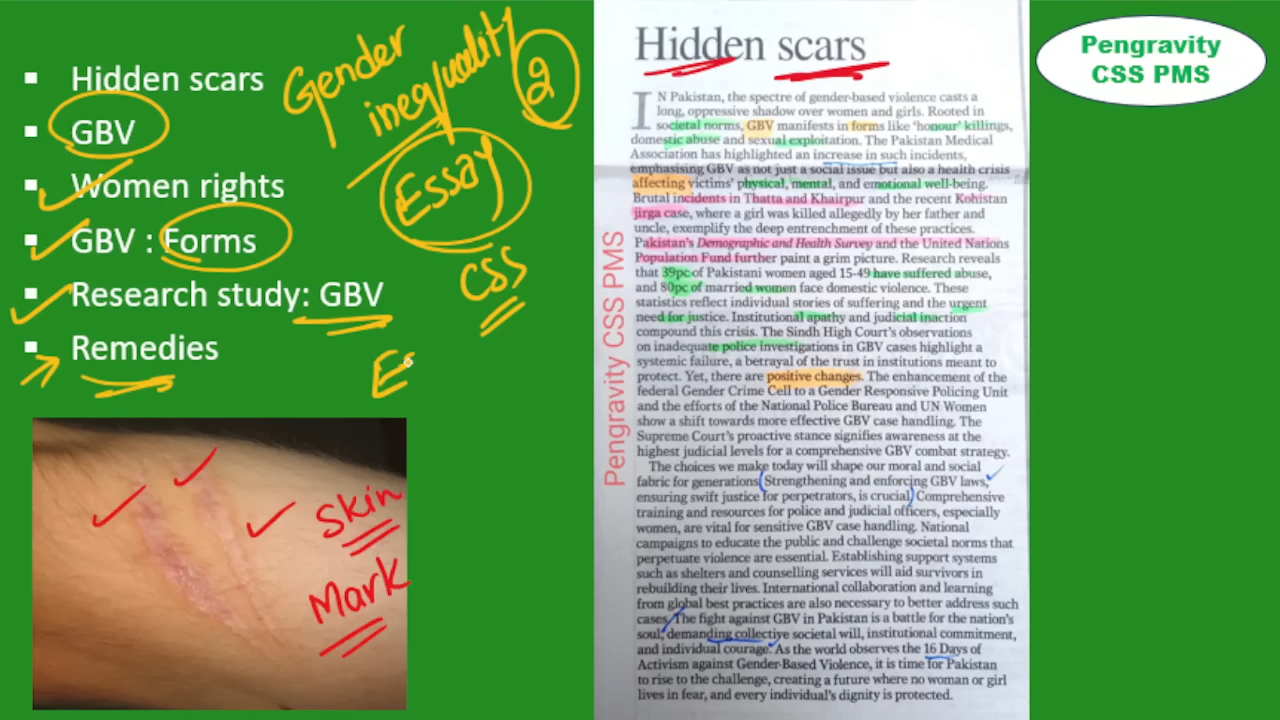 Hidden scars
GBV
Women rights
GBV : Forms
Research study: GBV
Remedies
Gender
inequality
2
Essay
CSS
E
Skin
Mark
Pengravity CSS PMS
Hidden scars
IN Pakistan, the spectre of gender-based violence casts a
long, oppressive shadow over women and girls. Rooted in
societal norms, GBV manifests in forms like ‘honour’ killings,
domestic abuse and sexual exploitation. The Pakistan Medical
Association has highlighted an increase in such incidents,
emphasising GBV as not just a social issue but also a health crisis
affecting victims’ physical, mental, and emotional well-being.
Brutal incidents in Thatta and Khairpur and the recent Kohistan
jirga case, where a girl was killed allegedly by her father and
uncle, exemplify the deep entrenchment of these practices.
Pakistan’s Demographic and Health Survey and the United Nations
Population Fund further paint a grim picture. Research reveals
that 39pc of Pakistani women aged 15-49 have suffered abuse,
and 80pc of married women face domestic violence. These
statistics reflect individual stories of suffering and the urgent
need for justice. Institutional apathy and judicial inaction
compound this crisis. The Sindh High Court’s observations
on inadequate police investigations in GBV cases highlight a
systemic failure, a betrayal of the trust in institutions meant to
protect. Yet, there are positive changes. The enhancement of the
federal Gender Crime Cell to a Gender Responsive Policing Unit
and the efforts of the National Police Bureau and UN Women
show a shift towards more effective GBV case handling. The
Supreme Court’s proactive stance signifies awareness at the
highest judicial levels for a comprehensive GBV combat strategy.
The choices we make today will shape our moral and social
fabric for generations. Strengthening and enforcing GBV laws,
ensuring swift justice for perpetrators, is crucial. Comprehensive
training and resources for police and judicial officers, especially
women, are vital for sensitive GBV case handling. National
campaigns to educate the public and challenge societal norms that
perpetuate violence are essential. Establishing support systems
such as shelters and counselling services will aid survivors in
rebuilding their lives. International collaboration and learning
from global best practices are also necessary to better address such
cases. The fight against GBV in Pakistan is a battle for the nation’s
soul, demanding collective societal will, institutional commitment,
and individual courage. As the world observes the 16 Days of
Activism against Gender-Based Violence, it is time for Pakistan
to rise to the challenge, creating a future where no woman or girl
lives in fear, and every individual’s dignity is protected.
Pengravity
CSS PMS